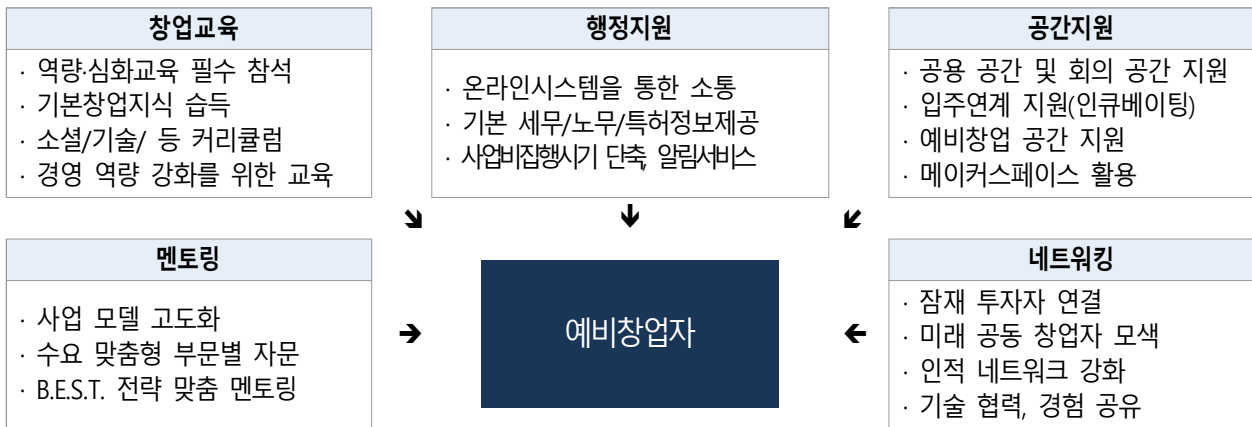 창업교육
· 역량·심화교육 필수 참석
· 기본창업지식 습득
· 소셜/기술/ 등 커리큘럼
· 경영 역량 강화를 위한 교육
행정지원
· 온라인시스템을 통한 소통
· 기본 세무/노무/특허정보제공
· 사업비집행시기 단축, 알림서비스
공간지원
· 공용 공간 및 회의 공간 지원
· 입주연계 지원(인큐베이팅)
· 예비창업 공간 지원
· 메이커스페이스 활용
멘토링
· 사업 모델 고도화
· 수요 맞춤형 부문별 자문
· B.E.S.T. 전략 맞춤 멘토링
예비창업자
네트워킹
· 잠재 투자자 연결
· 미래 공동 창업자 모색
· 인적 네트워크 강화
· 기술 협력, 경험 공유